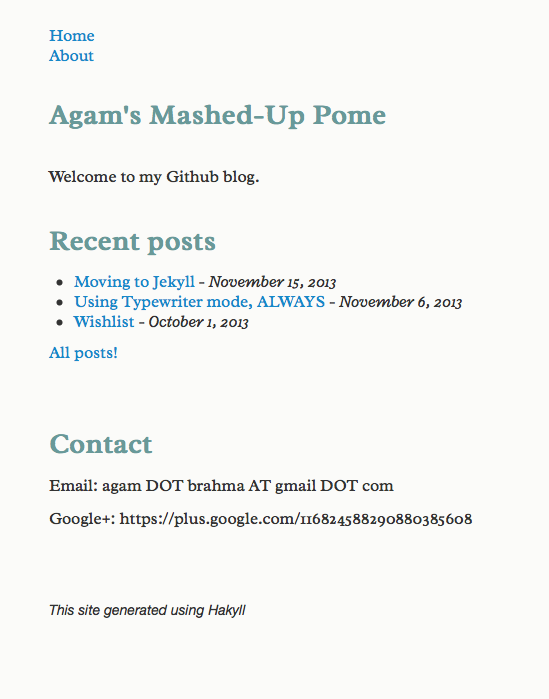 Home
About
Agam's Mashed-Up Pome
Welcome to my Github blog.
Recent posts
Moving to Jekyll - November 15, 2013
Using Typewriter mode, ALWAYS - November 6, 2013
Wishlist - October 1, 2013
All posts!
Contact
Email: agam DOT brahma AT gmail DOT com
Google+: https://plus.google.com/116824588290880385608
This site generated using Hakyll